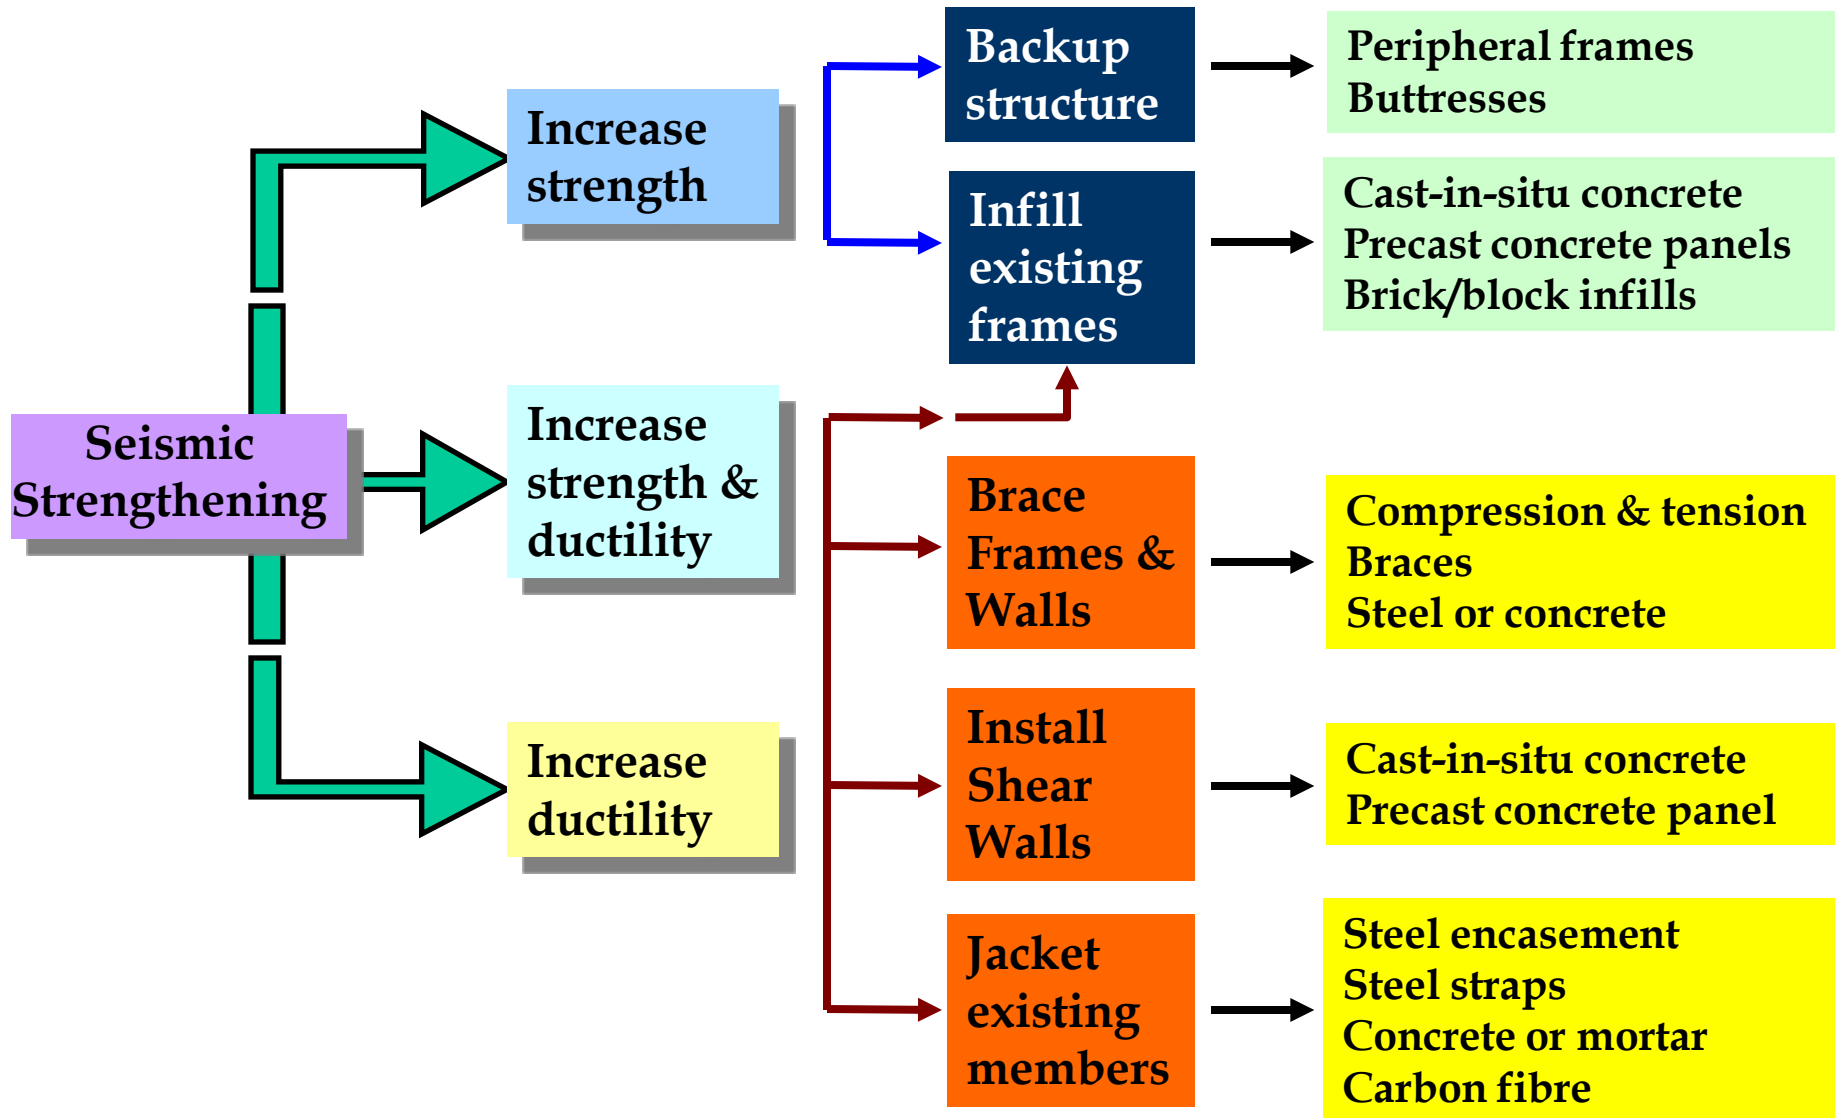 Seismic
Strengthening
Increase
strength
Increase
strength &
ductility
Increase
ductility
Backup
structure
Infill
existing
frames
Brace
Frames &
Walls
Install
Shear
Walls
Jacket
existing
members
Peripheral frames
Buttresses
Cast-in-situ concrete
Precast concrete panels
Brick/block infills
Compression & tension
Braces
Steel or concrete
Cast-in-situ concrete
Precast concrete panel
Steel encasement
Steel straps
Concrete or mortar
Carbon fibre